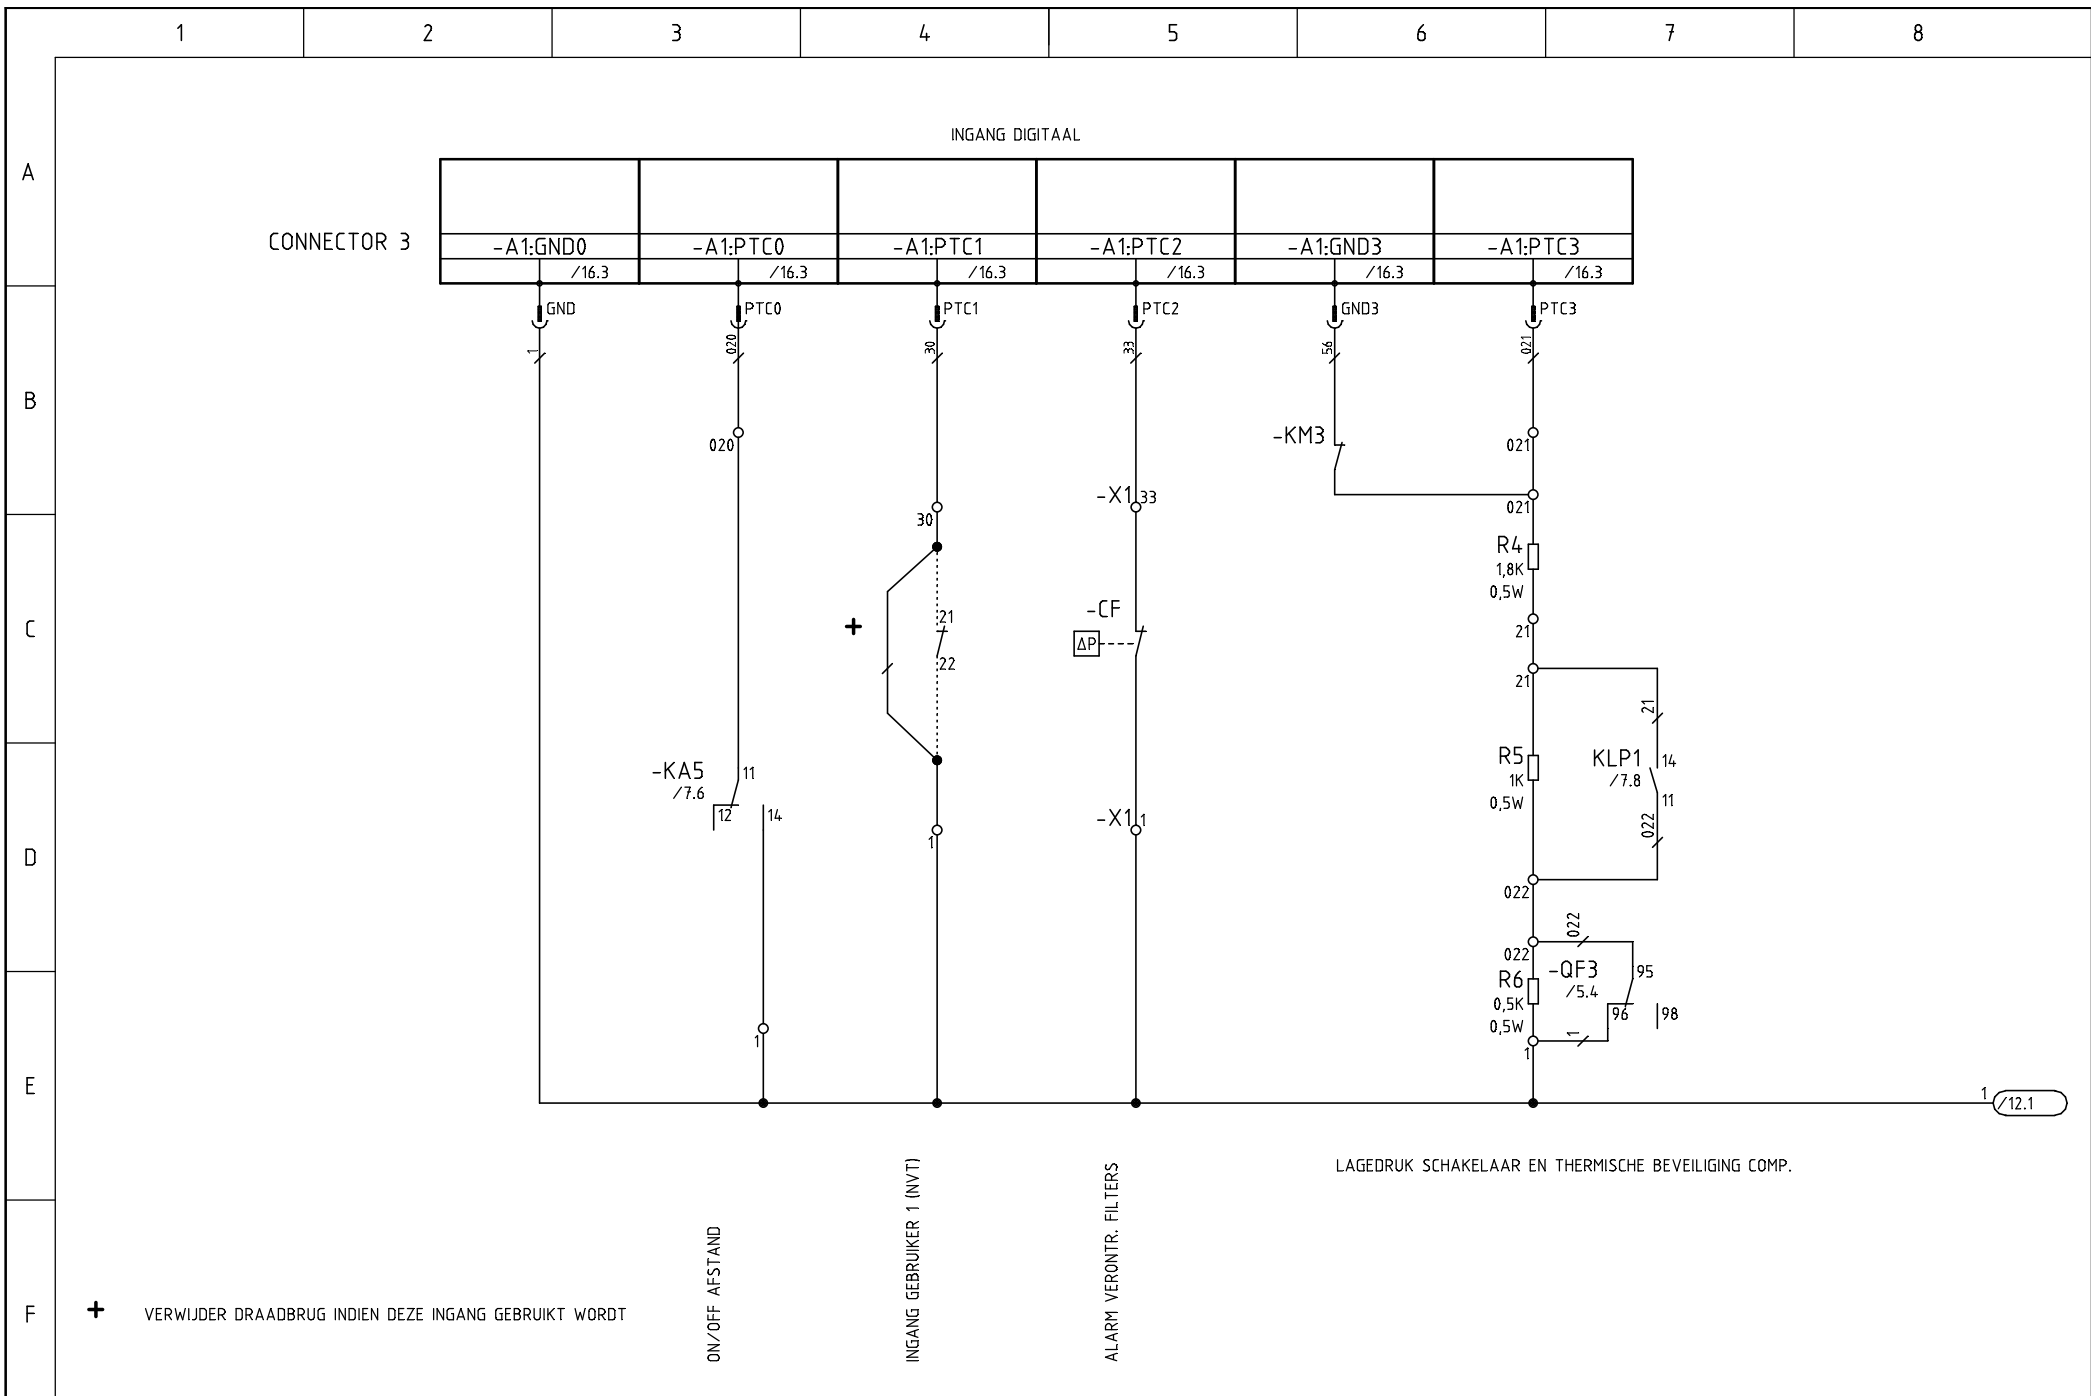 1 2 3 4 5 6 7 8
A
B
C
D
E
F
INGANG DIGITAAL
CONNECTOR 3
-A1:GND0 -A1:PTC0 -A1:PTC1 -A1:PTC2 -A1:GND3 -A1:PTC3
/16.3 /16.3 /16.3 /16.3 /16.3 /16.3
GND PTC0 PTC1 PTC2 GND3 PTC3
1 020 30 33 56 021
020
-KM3
021
-X1 33
021
30
R4
1,8K
0,5W
-CF
ΔP
21
22
+
21
21
21
R5
1K
0,5W
KLP1
/7.8
14
11
022
-KA5
/7.6
11
12
14
-X1 1
1
022
022
022
R6
0,5K
0,5W
-QF3
/5.4
95
96
98
1
1
1
1
/12.1
LAGEDRUK SCHAKELAAR EN THERMISCHE BEVEILIGING COMP.
ON/OFF AFSTAND
INGANG GEBRUIKER 1 (NVT)
ALARM VERONTR. FILTERS
+ VERWIJDER DRAADBRUG INDIEN DEZE INGANG GEBRUIKT WORDT